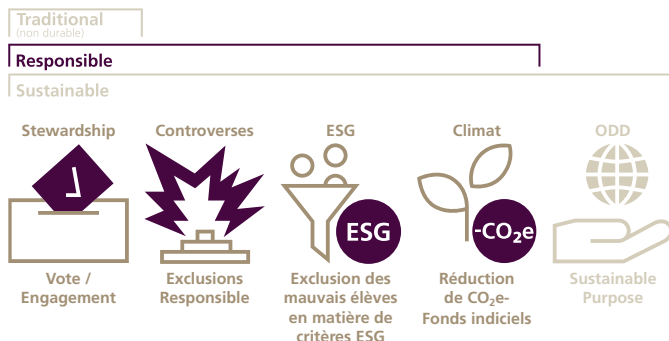 Traditional
(non durable)
Responsible
Sustainable
Stewardship
Controverses
ESG
Climat
ODD
ESG
-CO₂e
Vote /
Engagement
Exclusions
Responsible
Exclusion des
mauvais élèves
en matière de
critères ESG
Réduction
de CO₂e-
Fonds indiciels
Sustainable
Purpose